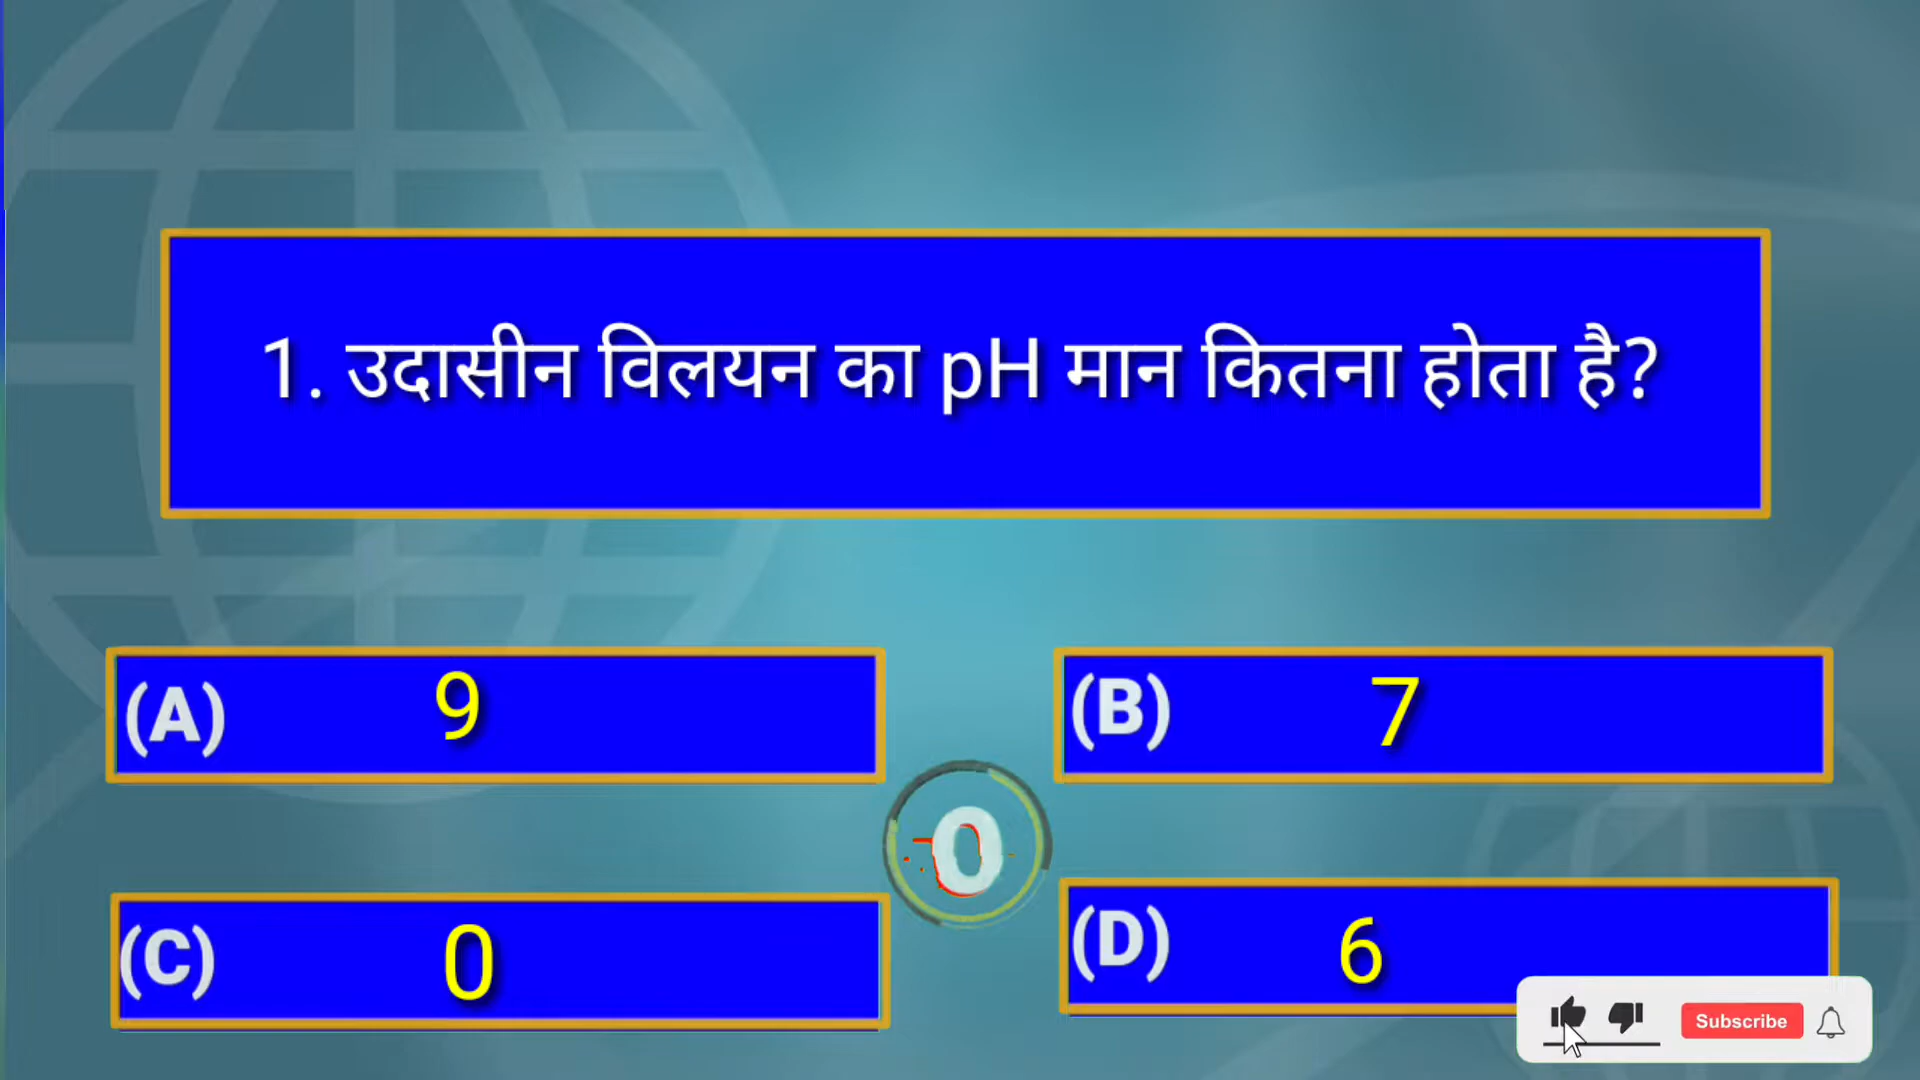 1. उदासीन विलयन का pH मान कितना होता है?
(A) 9
(B) 7
0
(C) 0
(D) 6
Subscribe